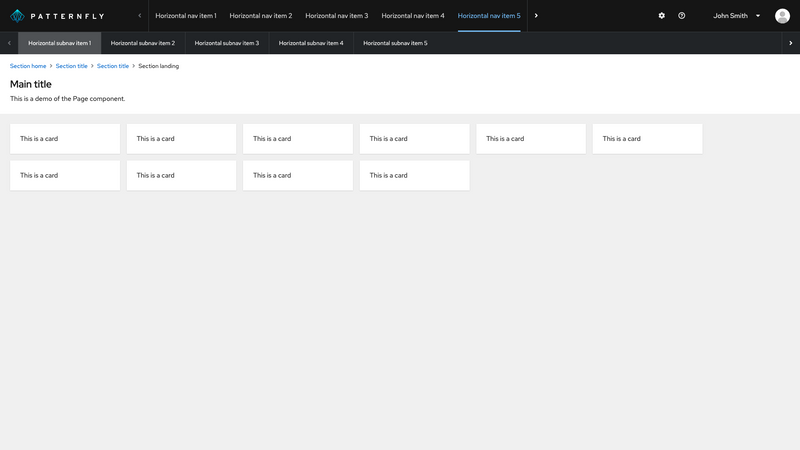 PATTERNFLY Horizontal nav item 1 Horizontal nav item 2 Horizontal nav item 3 Horizontal nav item 4 Horizontal nav item 5 John Smith
Horizontal subnav item 1 Horizontal subnav item 2 Horizontal subnav item 3 Horizontal subnav item 4 Horizontal subnav item 5
Section home > Section title > Section title > Section landing
Main title
This is a demo of the Page component.
This is a card This is a card This is a card This is a card This is a card This is a card
This is a card This is a card This is a card This is a card